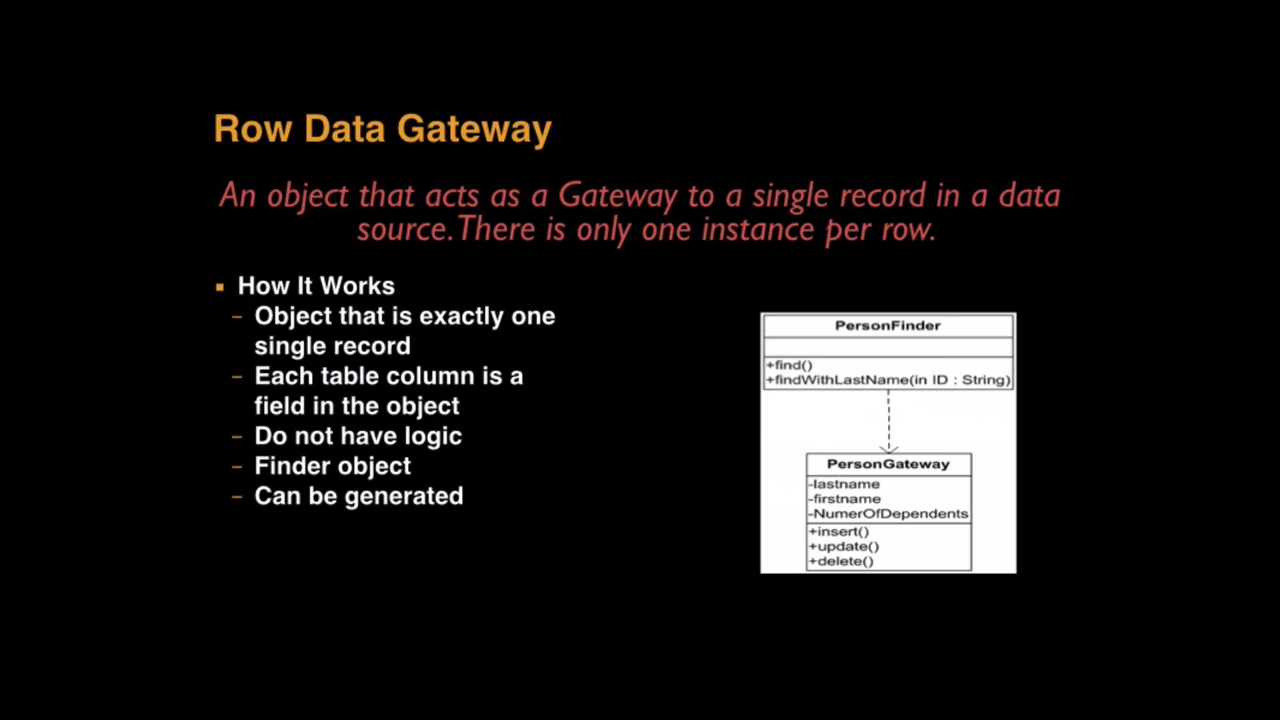 Row Data Gateway
An object that acts as a Gateway to a single record in a data
source. There is only one instance per row.
How It Works
– Object that is exactly one
single record
– Each table column is a
field in the object
– Do not have logic
– Finder object
– Can be generated
PersonFinder
+find()
+findWithLastName(in ID : String)
PersonGateway
-lastname
-firstname
-NumerOfDependents
+insert()
+update()
+delete()